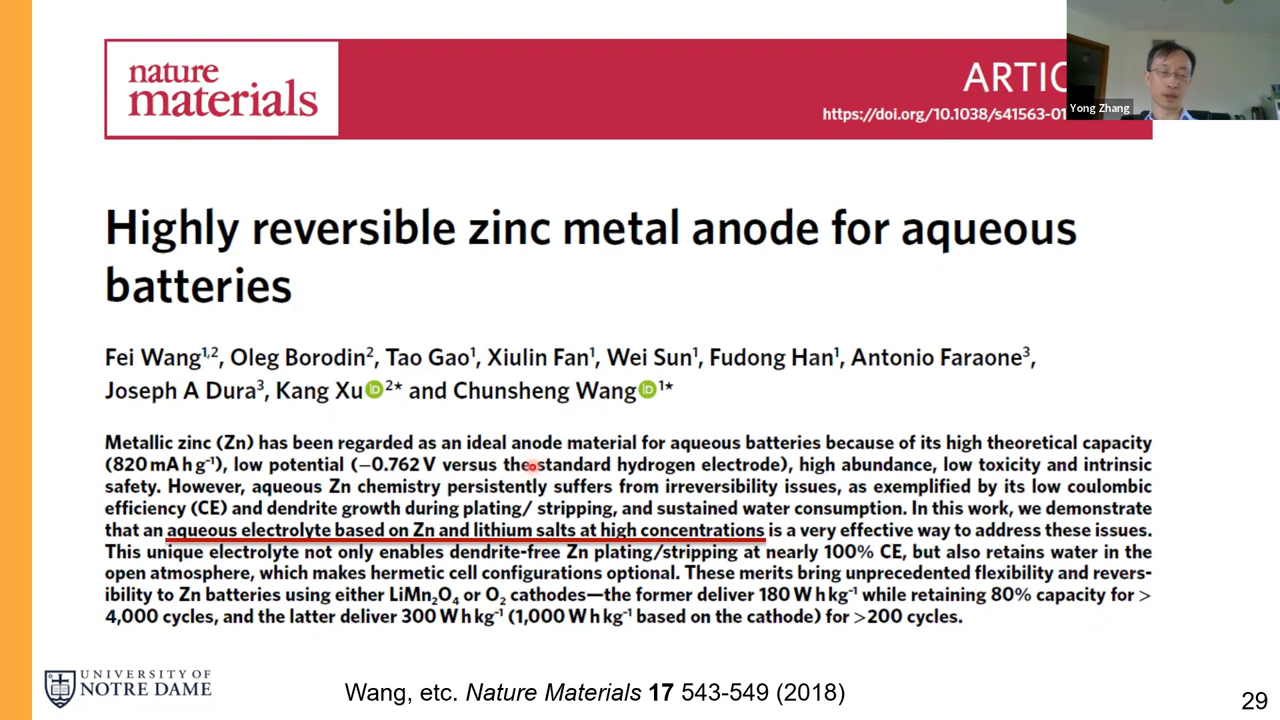 nature
materials
ARTIC
https://doi.org/10.1038/s41563-01
Yong Zhang
Highly reversible zinc metal anode for aqueous
batteries
Fei Wang1,2, Oleg Borodin2, Tao Gao1, Xiulin Fan1, Wei Sun1, Fudong Han1, Antonio Faraone3,
Joseph A Dura3, Kang Xu iD 2* and Chunsheng Wang iD 1*
Metallic zinc (Zn) has been regarded as an ideal anode material for aqueous batteries because of its high theoretical capacity
(820 mA h g−1), low potential (−0.762 V versus the standard hydrogen electrode), high abundance, low toxicity and intrinsic
safety. However, aqueous Zn chemistry persistently suffers from irreversibility issues, as exemplified by its low coulombic
efficiency (CE) and dendrite growth during plating/ stripping, and sustained water consumption. In this work, we demonstrate
that an aqueous electrolyte based on Zn and lithium salts at high concentrations is a very effective way to address these issues.
This unique electrolyte not only enables dendrite-free Zn plating/stripping at nearly 100% CE, but also retains water in the
open atmosphere, which makes hermetic cell configurations optional. These merits bring unprecedented flexibility and revers-
ibility to Zn batteries using either LiMn2O4 or O2 cathodes—the former deliver 180 W h kg−1 while retaining 80% capacity for >
4,000 cycles, and the latter deliver 300 W h kg−1 (1,000 W h kg−1 based on the cathode) for >200 cycles.
UNIVERSITY OF
NOTRE DAME
Wang, etc. Nature Materials 17 543-549 (2018)
29